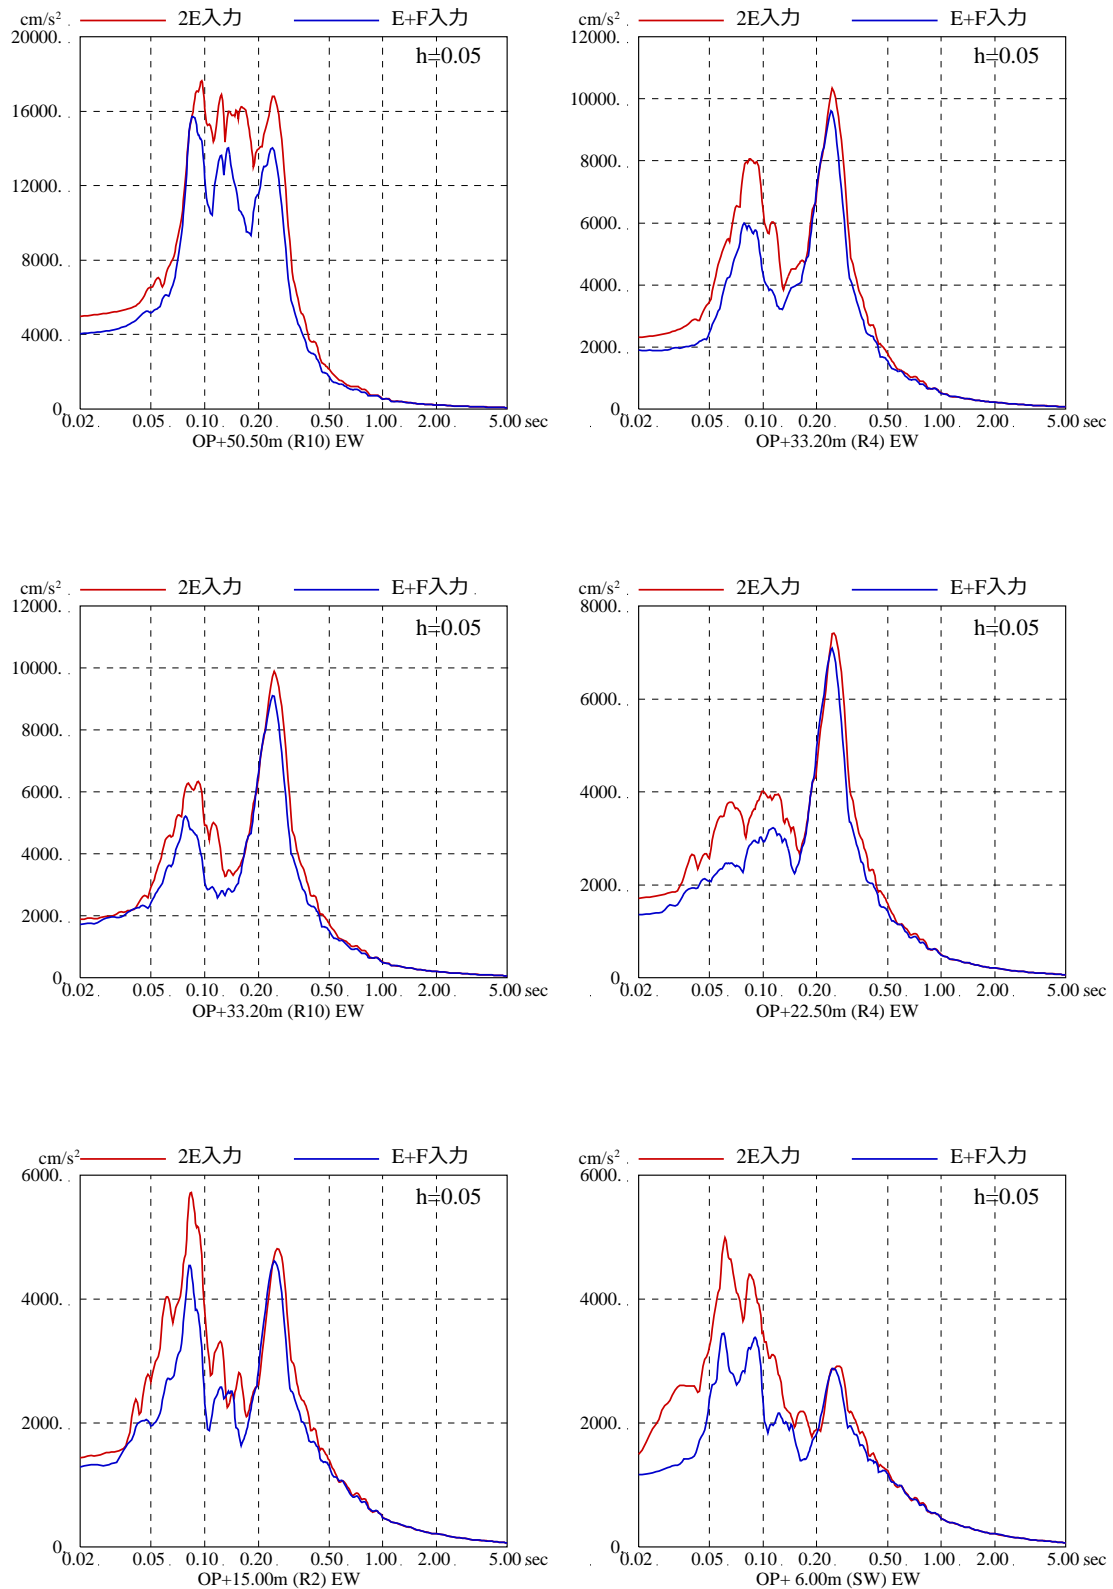 cm/s² 2E入力 E+F入力
20000.
h=0.05
16000.
12000.
8000.
4000.
0.
0.02 0.05 0.10 0.20 0.50 1.00 2.00 5.00 sec
OP+50.50m (R10) EW
cm/s² 2E入力 E+F入力
12000.
h=0.05
10000.
8000.
6000.
4000.
2000.
0.
0.02 0.05 0.10 0.20 0.50 1.00 2.00 5.00 sec
OP+33.20m (R4) EW
cm/s² 2E入力 E+F入力
12000.
h=0.05
10000.
8000.
6000.
4000.
2000.
0.
0.02 0.05 0.10 0.20 0.50 1.00 2.00 5.00 sec
OP+33.20m (R10) EW
cm/s² 2E入力 E+F入力
8000.
h=0.05
6000.
4000.
2000.
0.
0.02 0.05 0.10 0.20 0.50 1.00 2.00 5.00 sec
OP+22.50m (R4) EW
cm/s² 2E入力 E+F入力
6000.
h=0.05
4000.
2000.
0.
0.02 0.05 0.10 0.20 0.50 1.00 2.00 5.00 sec
OP+15.00m (R2) EW
cm/s² 2E入力 E+F入力
6000.
h=0.05
4000.
2000.
0.
0.02 0.05 0.10 0.20 0.50 1.00 2.00 5.00 sec
OP+ 6.00m (SW) EW